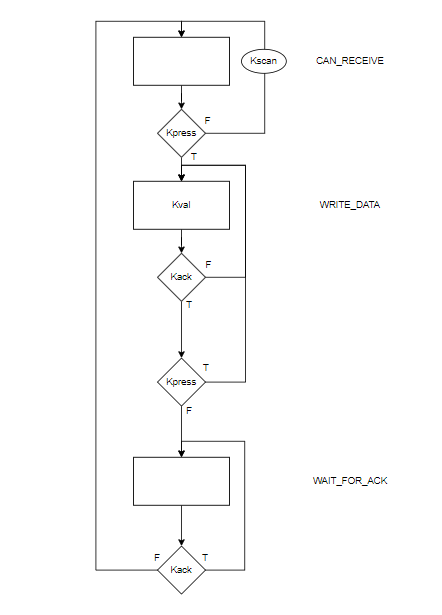 Kscan
CAN_RECEIVE
F
Kpress
T
Kval
WRITE_DATA
F
Kack
T
T
Kpress
F
WAIT_FOR_ACK
F
T
Kack